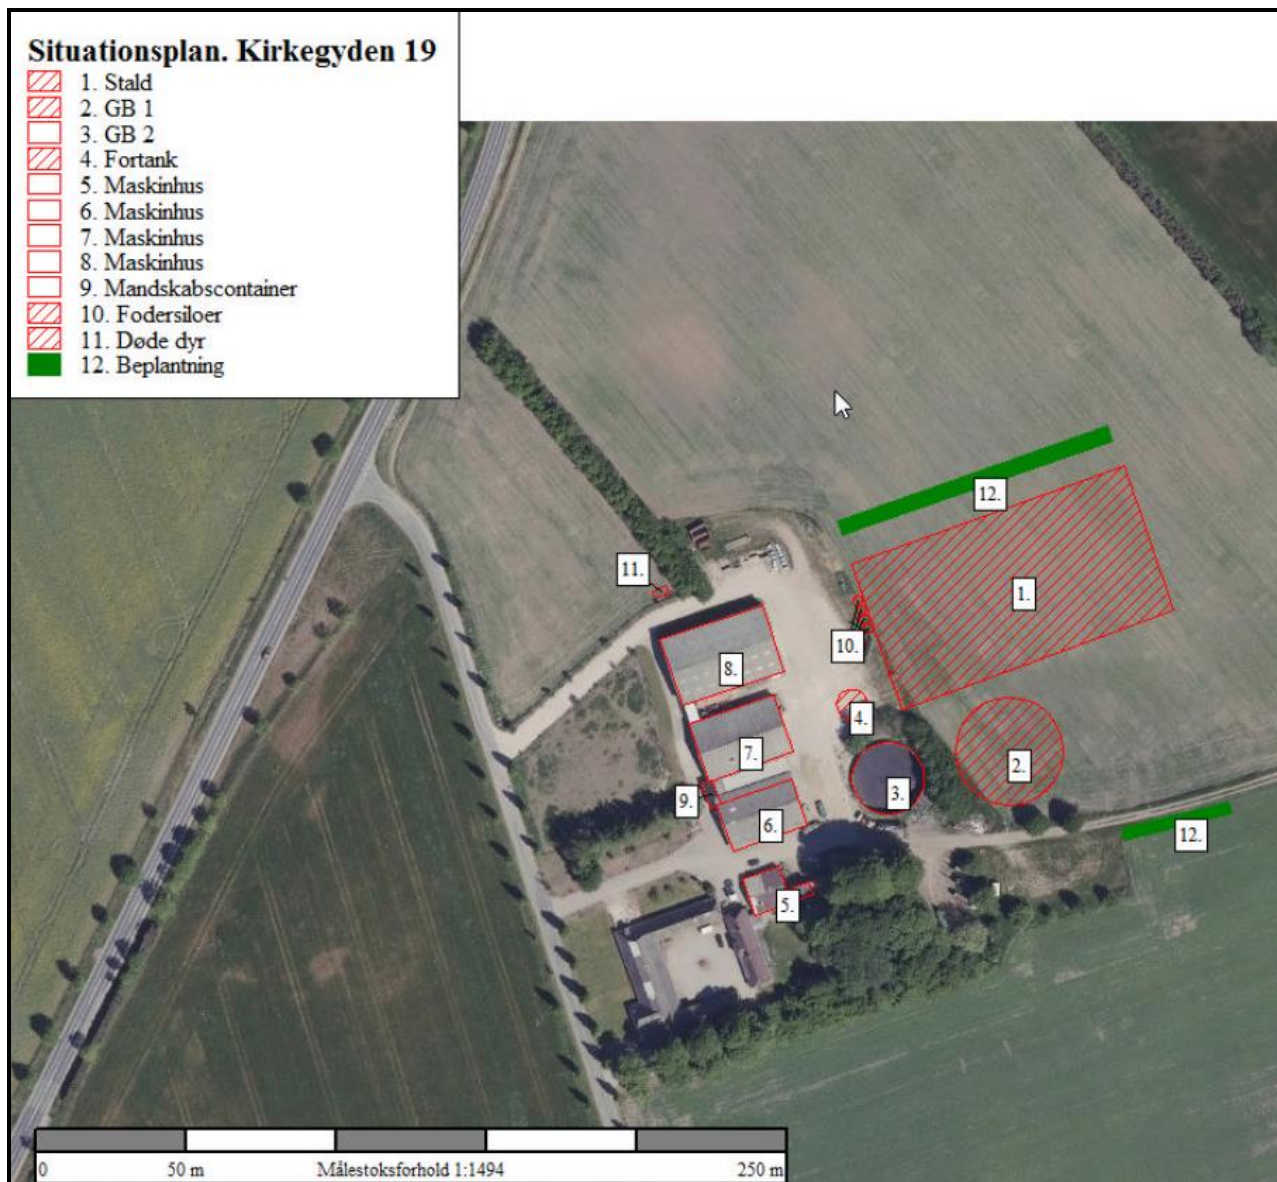 Situationsplan. Kirkegyden 19
1. Stald
2. GB 1
3. GB 2
4. Fortank
5. Maskinhus
6. Maskinhus
7. Maskinhus
8. Maskinhus
9. Mandskabscontainer
10. Fodersiloer
11. Døde dyr
12. Beplantning
12.
11.
1.
10.
8.
4.
7.
2.
3.
9.
6.
12.
5.
0 50 m Målestoksforhold 1:1494 250 m